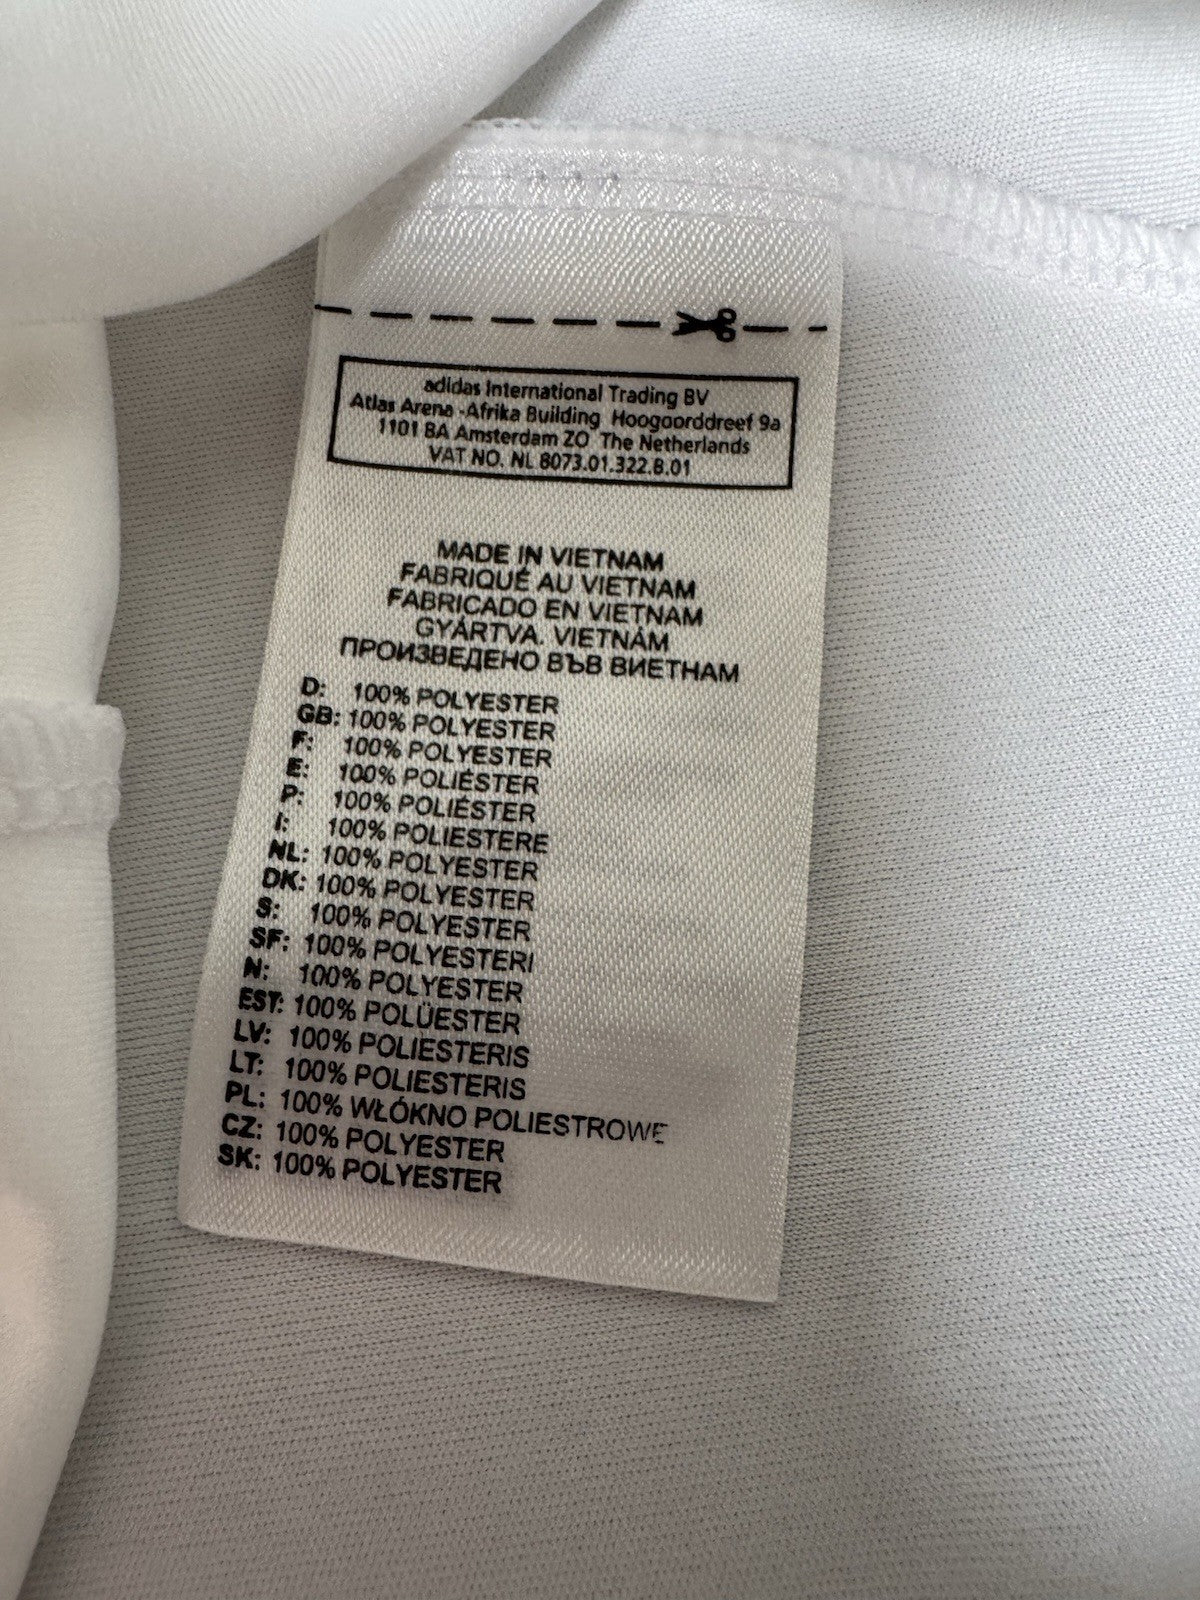 adidas International Trading BV
Atlas Arena -Afrika Building Hoogoorddreef 9a
1101 BA Amsterdam ZO The Netherlands
VAT NO. NL 8073.01.322.B.01
MADE IN VIETNAM
FABRIQUÉ AU VIETNAM
FABRICADO EN VIETNAM
GYÁRTVA. VIETNÁM
ПРОИЗВЕДЕНО ВЪВ ВИЕТНАМ
D: 100% POLYESTER
GB: 100% POLYESTER
F: 100% POLYESTER
E: 100% POLIÉSTER
P: 100% POLIÉSTER
I: 100% POLIESTERE
NL: 100% POLYESTER
DK: 100% POLYESTER
S: 100% POLYESTER
SF: 100% POLYESTERI
N: 100% POLYESTER
EST: 100% POLÜESTER
LV: 100% POLIESTERIS
LT: 100% POLIESTERIS
PL: 100% WŁÓKNO POLIESTROWE
CZ: 100% POLYESTER
SK: 100% POLYESTER